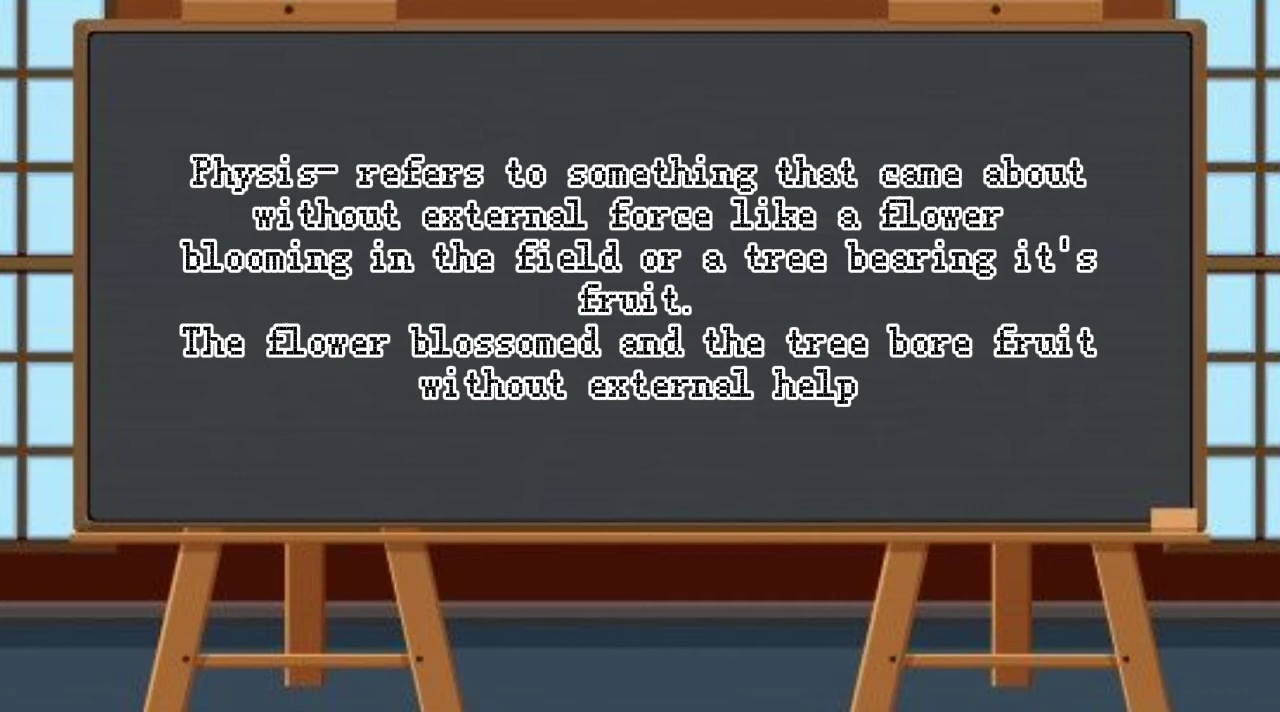 Physis- refers to something that came about
without external force like a flower
blooming in the field or a tree bearing it's
fruit.
The flower blossomed and the tree bore fruit
without external help